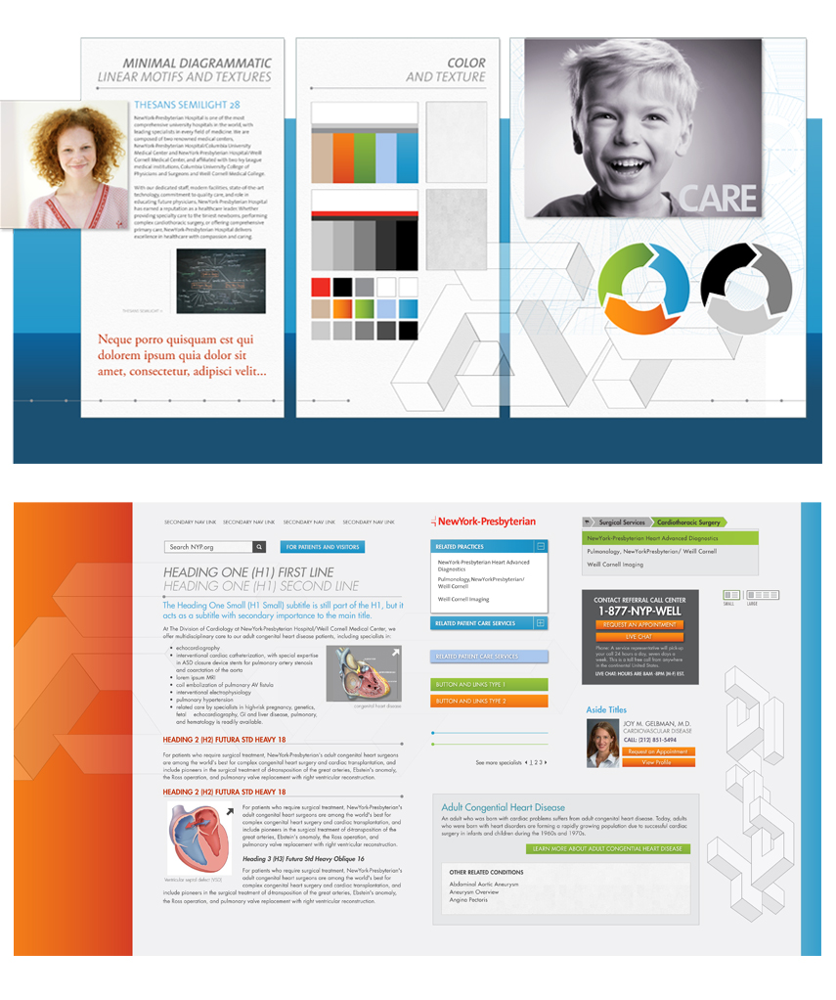 MINIMAL DIAGRAMMATIC
LINEAR MOTIFS AND TEXTURES
THESANS SEMILIGHT 28
NewYork-Presbyterian Hospital is one of the most
comprehensive university hospitals in the world, with
leading specialists in every field of medicine. We are
composed of two renowned medical centers,
NewYork-Presbyterian Hospital/Columbia University
Medical Center and NewYork-Presbyterian Hospital/Weill
Cornell Medical Center, and affiliated with two Ivy League
medical institutions, Columbia University College of
Physicians and Surgeons and Weill Cornell Medical College.
With our dedicated staff, modern facilities, state-of-the-art
technology, commitment to quality care, and role in
educating future physicians, NewYork-Presbyterian Hospital
has earned a reputation as a healthcare leader. Whether
providing specialty care to the tiniest newborns, performing
complex cardiothoracic surgery, or offering comprehensive
primary care, NewYork-Presbyterian Hospital delivers
excellence in healthcare with compassion and caring.
THESANS SEMILIGHT
Neque porro quisquam est qui
dolorem ipsum quia dolor sit
amet, consectetur, adipisci velit...
COLOR
AND TEXTURE
CARE
SECONDARY NAV LINK SECONDARY NAV LINK SECONDARY NAV LINK SECONDARY NAV LINK
Search NYP.org
FOR PATIENTS AND VISITORS
HEADING ONE (H1) FIRST LINE
HEADING ONE (H1) SECOND LINE
The Heading One Small (H1 Small) subtitle is still part of the H1, but it
acts as a subtitle with secondary importance to the main title.
At The Division of Cardiology at NewYork-Presbyterian Hospital/Weill Cornell Medical Center, we
offer multidisciplinary care to our adult congenital heart disease patients, including specialists in:
• echocardiography
• interventional cardiac catheterization, with special expertise
in ASD closure device stents for pulmonary artery stenosis
and coarctation of the aorta
• lorem ipsum MRI
• coil embolization of pulmonary AV fistula
• interventional electrophysiology
• pulmonary hypertension
• related care by specialists in high-risk pregnancy, genetics,
fetal echocardiography, GI and liver disease, pulmonary,
and hematology is readily available.
congenital heart disease
HEADING 2 (H2) FUTURA STD HEAVY 18
For patients who require surgical treatment, NewYork-Presbyterian's adult congenital heart surgeons
are among the world's best for complex congenital heart surgery and cardiac transplantation, and
include pioneers in the surgical treatment of d-transposition of the great arteries, Ebstein's anomaly,
the Ross operation, and pulmonary valve replacement with right ventricular reconstruction.
HEADING 2 (H2) FUTURA STD HEAVY 18
For patients who require surgical treatment, NewYork-Presbyterian's
adult congenital heart surgeons are among the world's best for
complex congenital heart surgery and cardiac transplantation, and
include pioneers in the surgical treatment of d-transposition of the
great arteries, Ebstein's anomaly, the Ross operation, and
pulmonary valve replacement with right ventricular reconstruction.
Heading 3 (H3) Futura Std Heavy Oblique 16
Ventricular septal defect (VSD)
For patients who require surgical treatment, NewYork-Presbyterian's
adult congenital heart surgeons are among the world's best for
complex congenital heart surgery and cardiac transplantation, and
include pioneers in the surgical treatment of d-transposition of the great arteries, Ebstein's anomaly,
the Ross operation, and pulmonary valve replacement with right ventricular reconstruction.
NewYork-Presbyterian
RELATED PRACTICES
NewYork-Presbyterian Heart Advanced
Diagnostics
Pulmonology, NewYorkPresbyterian/
Weill Cornell
Weill Cornell Imaging
RELATED PATIENT CARE SERVICES
RELATED PATIENT CARE SERVICES
BUTTON AND LINKS TYPE 1
BUTTON AND LINKS TYPE 2
See more specialists 1 2 3
Surgical Services Cardiothoracic Surgery
NewYork-Presbyterian Heart Advanced Diagnostics
Pulmonology, NewYorkPresbyterian/ Weill Cornell
Weill Cornell Imaging
CONTACT REFERRAL CALL CENTER
1-877-NYP-WELL
REQUEST AN APPOINTMENT
LIVE CHAT
Phone: A service representative will pick-up
your call 24 hours a day, seven days a
week. This is a toll free call from anywhere
in the continental United States.
LIVE CHAT: HOURS ARE 8AM -8PM (M-F) EST.
SMALL LARGE
Aside Titles
JOY M. GELBMAN, M.D.
CARDIOVASCULAR DISEASE
CALL: (212) 851-5494
Request an Appointment
View Profile
Adult Congenital Heart Disease
An adult who was born with cardiac problems suffers from adult congenital heart disease. Today, adults
who were born with heart disorders are forming a rapidly growing population due to successful cardiac
surgery in infants and children during the 1960s and 1970s.
LEARN MORE ABOUT ADULT CONGENITAL HEART DISEASE
OTHER RELATED CONDITIONS
Abdominal Aortic Aneurysm
Aneurysm Overview
Angina Pectoris